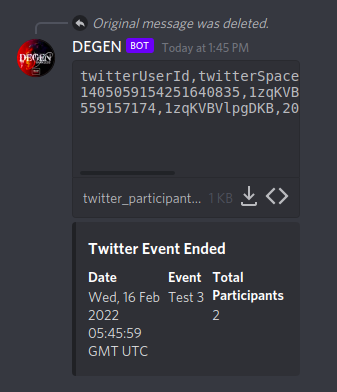 Original message was deleted.
DEGEN BOT Today at 1:45 PM
DEGEN
twitterUserId,twitterSpace
1405059154251640835,1zqKVB
559157174,1zqKVBVlpgDKB,20
twitter_participant... 1 KB
Twitter Event Ended
Date Event Total Participants
Wed, 16 Feb 2022 05:45:59 GMT UTC Test 3 2